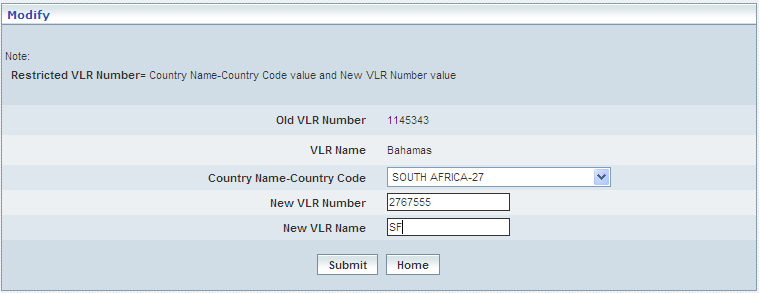 Modify
Note:
Restricted VLR Number= Country Name-Country Code value and New VLR Number value
Old VLR Number 1145343
VLR Name Bahamas
Country Name-Country Code SOUTH AFRICA-27
New VLR Number 2767555
New VLR Name SF
Submit Home